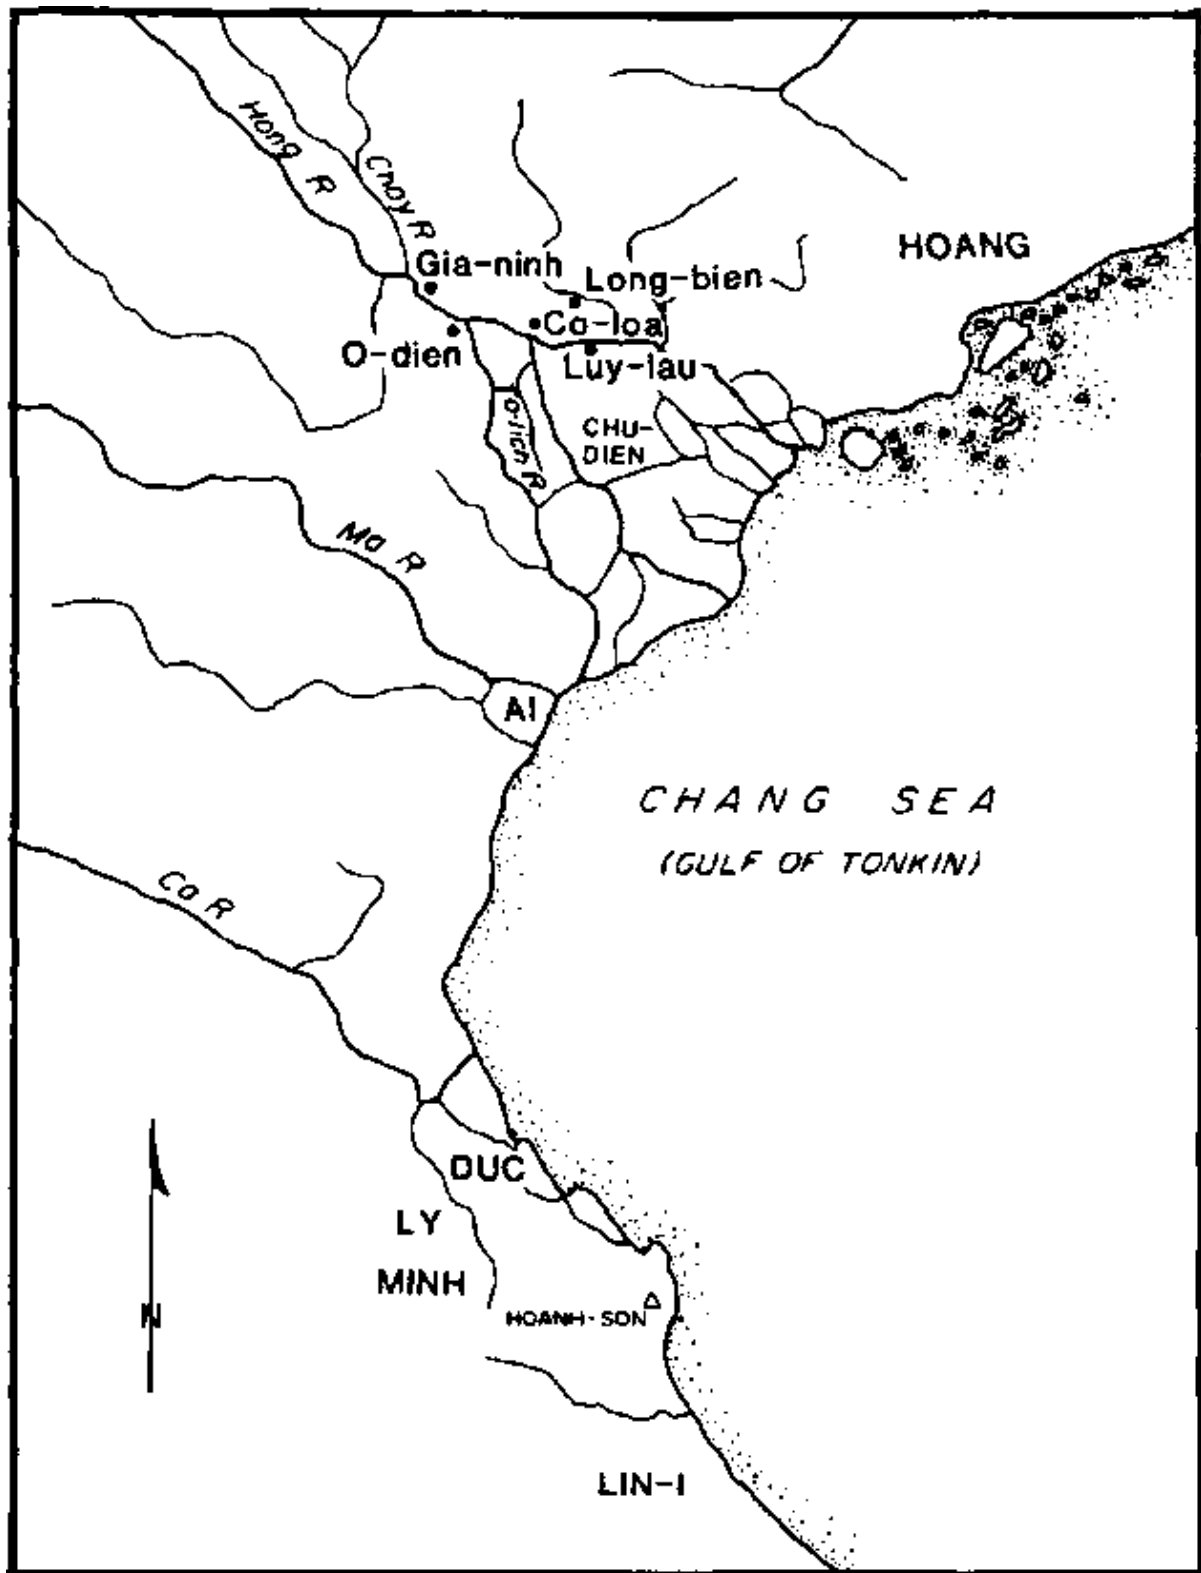 Hong R
Chay R
HOANG
Gia-ninh
Long-bien
Co-loa
O-dien
Luy-lau
CHU-
DIEN
o-lich R
Ma R
AI
CHANG SEA
(GULF OF TONKIN)
Ca R
DUC
LY
MINH
HOANH-SON
N
LIN-I